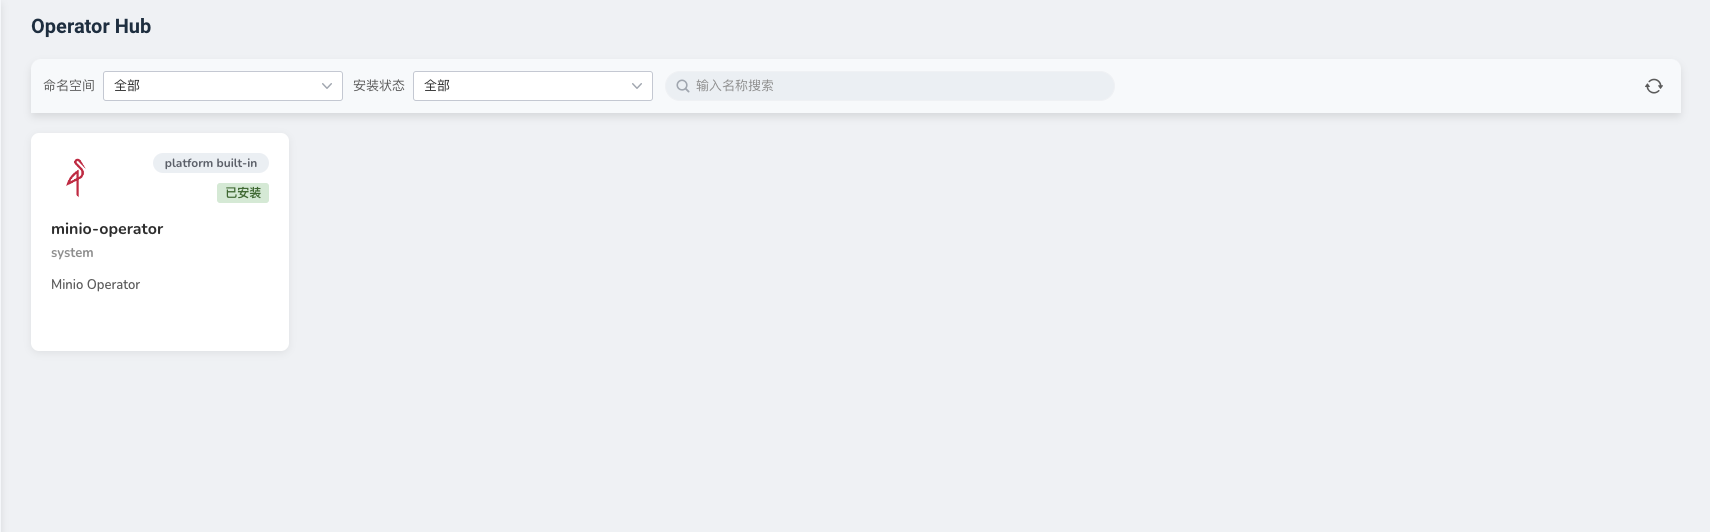 Operator Hub
命名空间 全部 安装状态 全部 输入名称搜索
platform built-in
已安装
minio-operator
system
Minio Operator